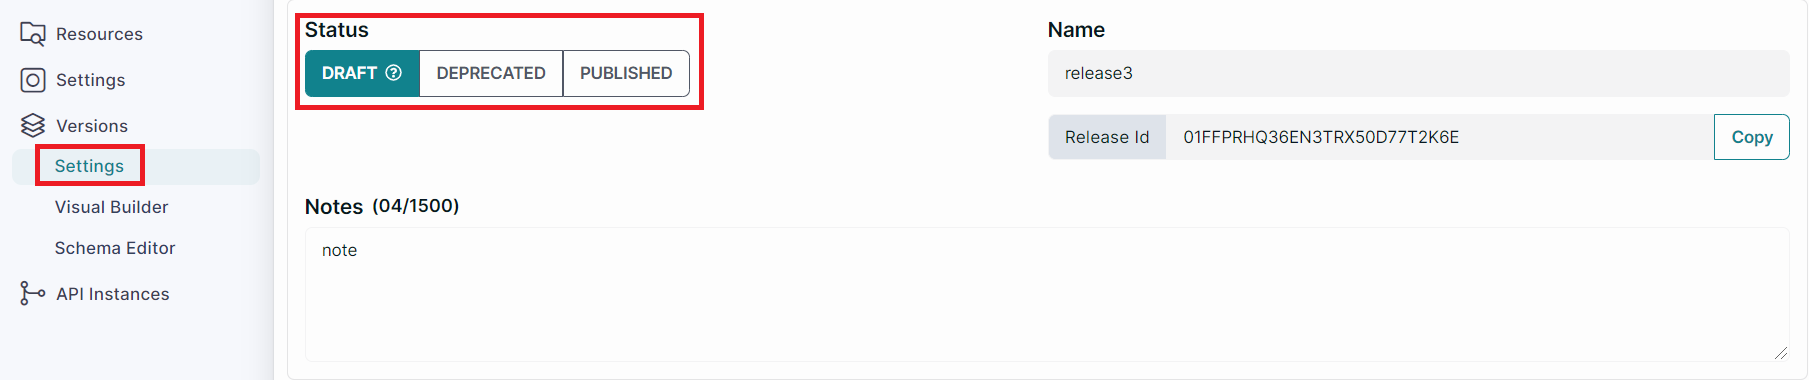 Resources
Settings
Versions
Settings
Visual Builder
Schema Editor
API Instances
Status
DRAFT DEPRECATED PUBLISHED
Name
release3
Release Id 01FFPRHQ36EN3TRX50D77T2K6E Copy
Notes (04/1500)
note